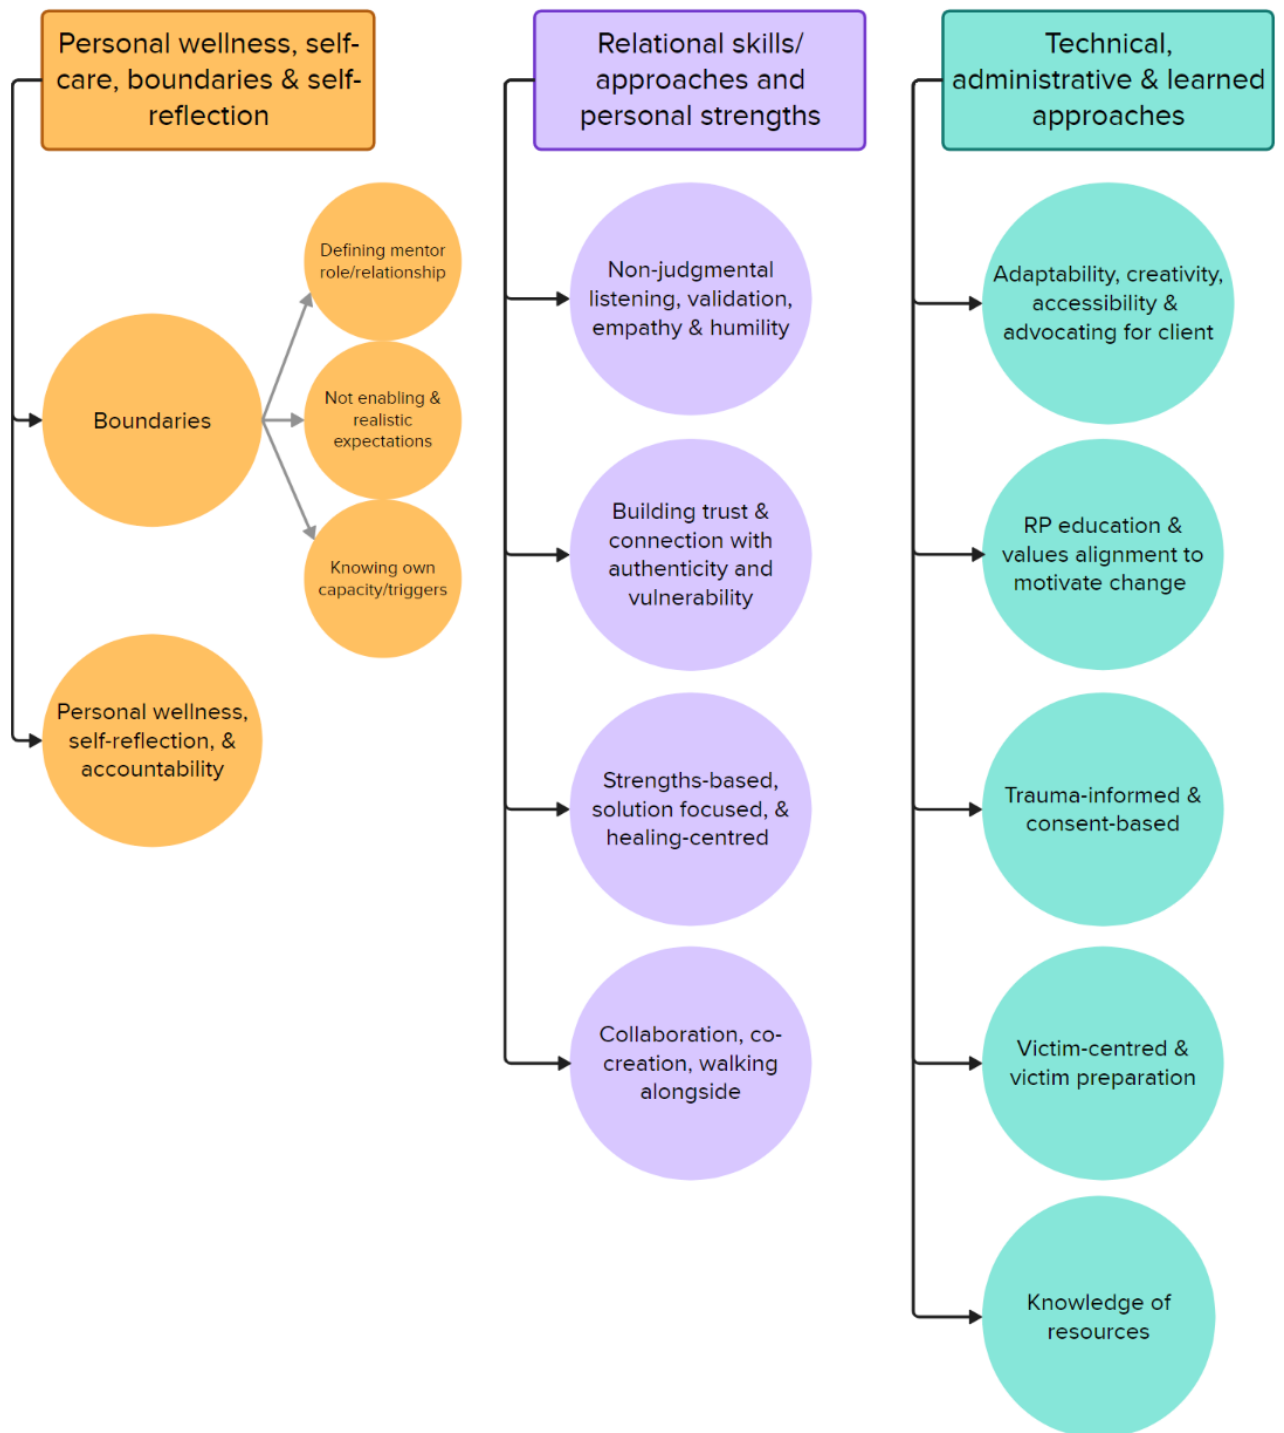 Personal wellness, self-
care, boundaries & self-
reflection
Defining mentor
role/relationship
Boundaries
Not enabling &
realistic
expectations
Knowing own
capacity/triggers
Personal wellness,
self-reflection, &
accountability
Relational skills/
approaches and
personal strengths
Non-judgmental
listening, validation,
empathy & humility
Building trust &
connection with
authenticity and
vulnerability
Strengths-based,
solution focused, &
healing-centred
Collaboration, co-
creation, walking
alongside
Technical,
administrative & learned
approaches
Adaptability, creativity,
accessibility &
advocating for client
RP education &
values alignment to
motivate change
Trauma-informed &
consent-based
Victim-centred &
victim preparation
Knowledge of
resources